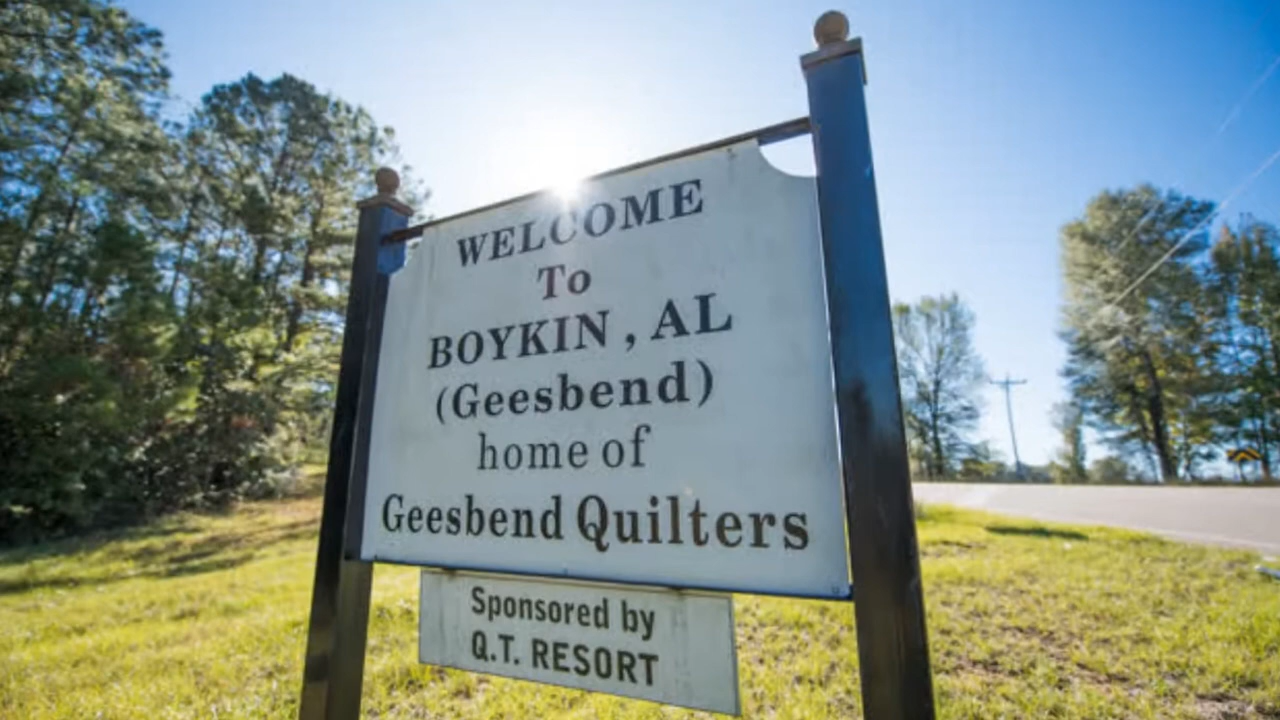 WELCOME
To
BOYKIN , AL
(Geesbend)
home of
Geesbend Quilters
Sponsored by
Q.T. RESORT